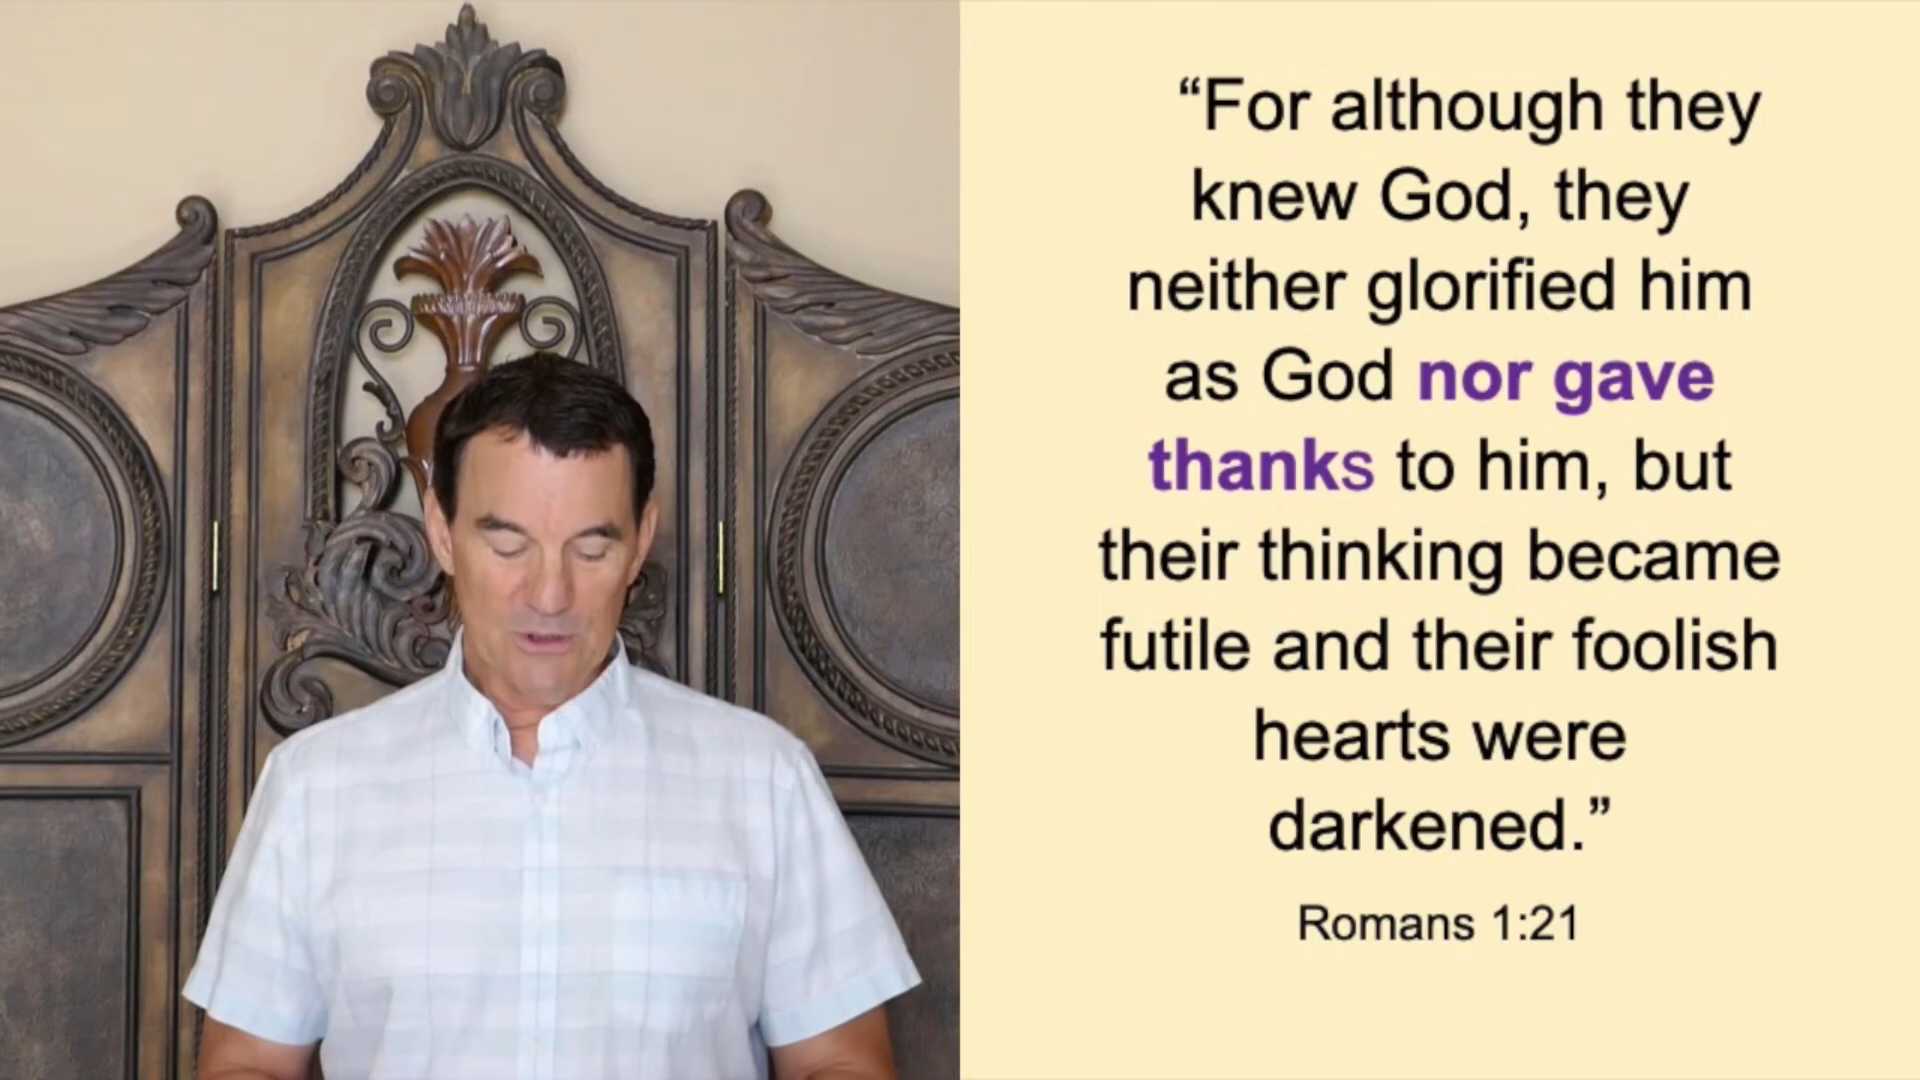 “For although they
knew God, they
neither glorified him
as God nor gave
thanks to him, but
their thinking became
futile and their foolish
hearts were
darkened.”
Romans 1:21